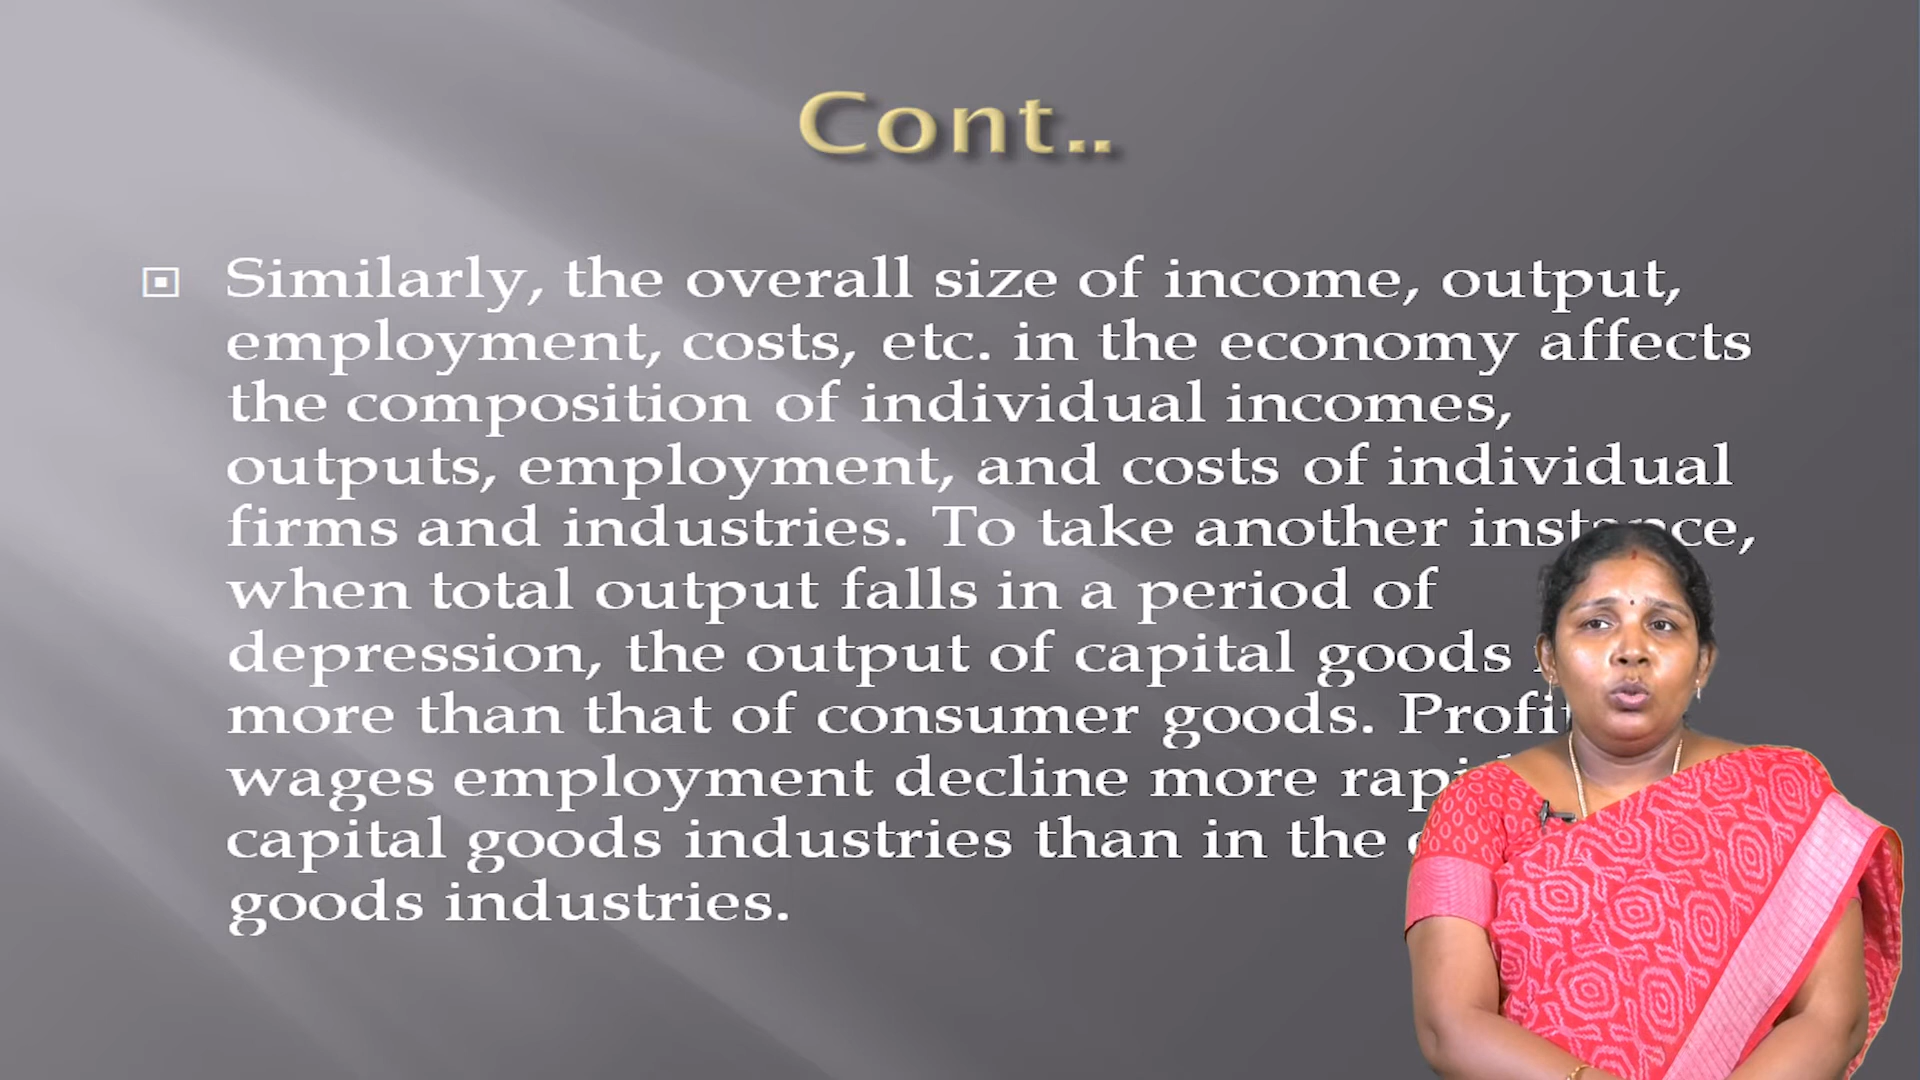 Cont..
Similarly, the overall size of income, output,
employment, costs, etc. in the economy affects
the composition of individual incomes,
outputs, employment, and costs of individual
firms and industries. To take another instance,
when total output falls in a period of
depression, the output of capital goods
more than that of consumer goods.
wages employment decline more
capital goods industries than in the
goods industries.